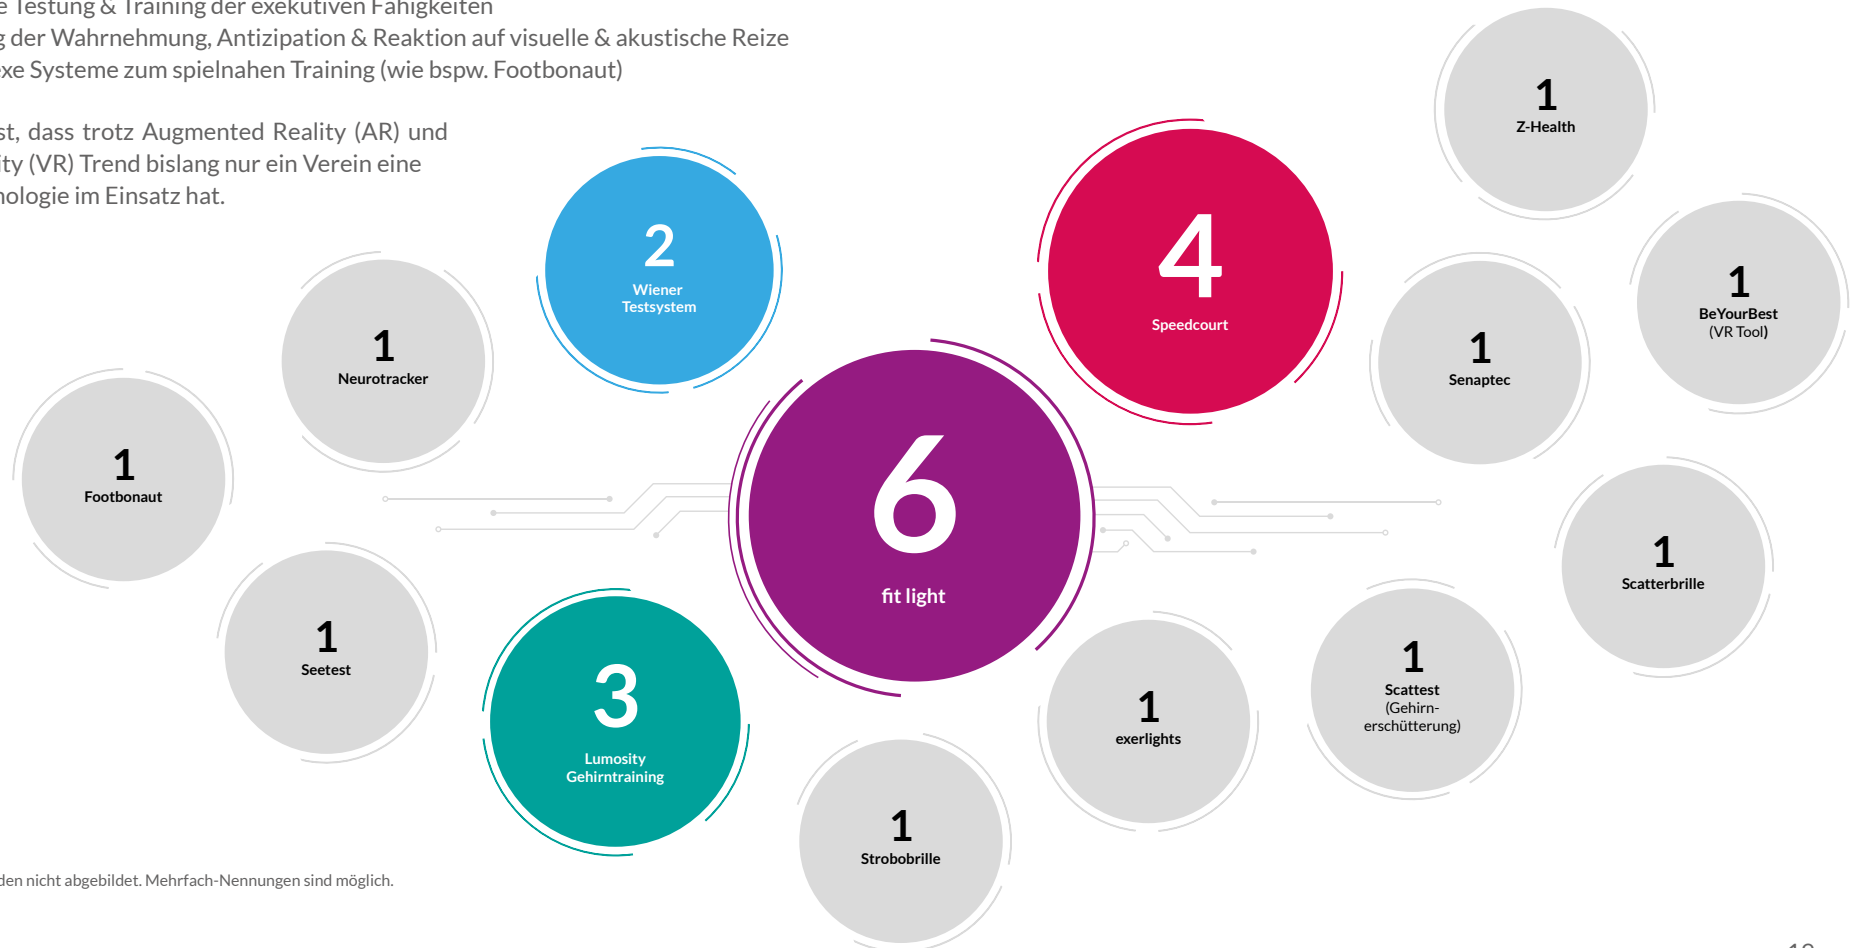 e Testung & Training der exekutiven Fähigkeiten
g der Wahrnehmung, Antizipation & Reaktion auf visuelle & akustische Reize
exe Systeme zum spielnahen Training (wie bspw. Footbonaut)
st, dass trotz Augmented Reality (AR) und
ity (VR) Trend bislang nur ein Verein eine
nologie im Einsatz hat.
1
Z-Health
2
Wiener
Testsystem
4
Speedcourt
1
BeYourBest
(VR Tool)
1
Neurotracker
1
Senaptec
1
Footbonaut
6
fit light
1
Scatterbrille
1
Seetest
3
Lumosity
Gehirntraining
1
exerlights
1
Scattest
(Gehirn-
erschütterung)
1
Strobobrille
den nicht abgebildet. Mehrfach-Nennungen sind möglich.